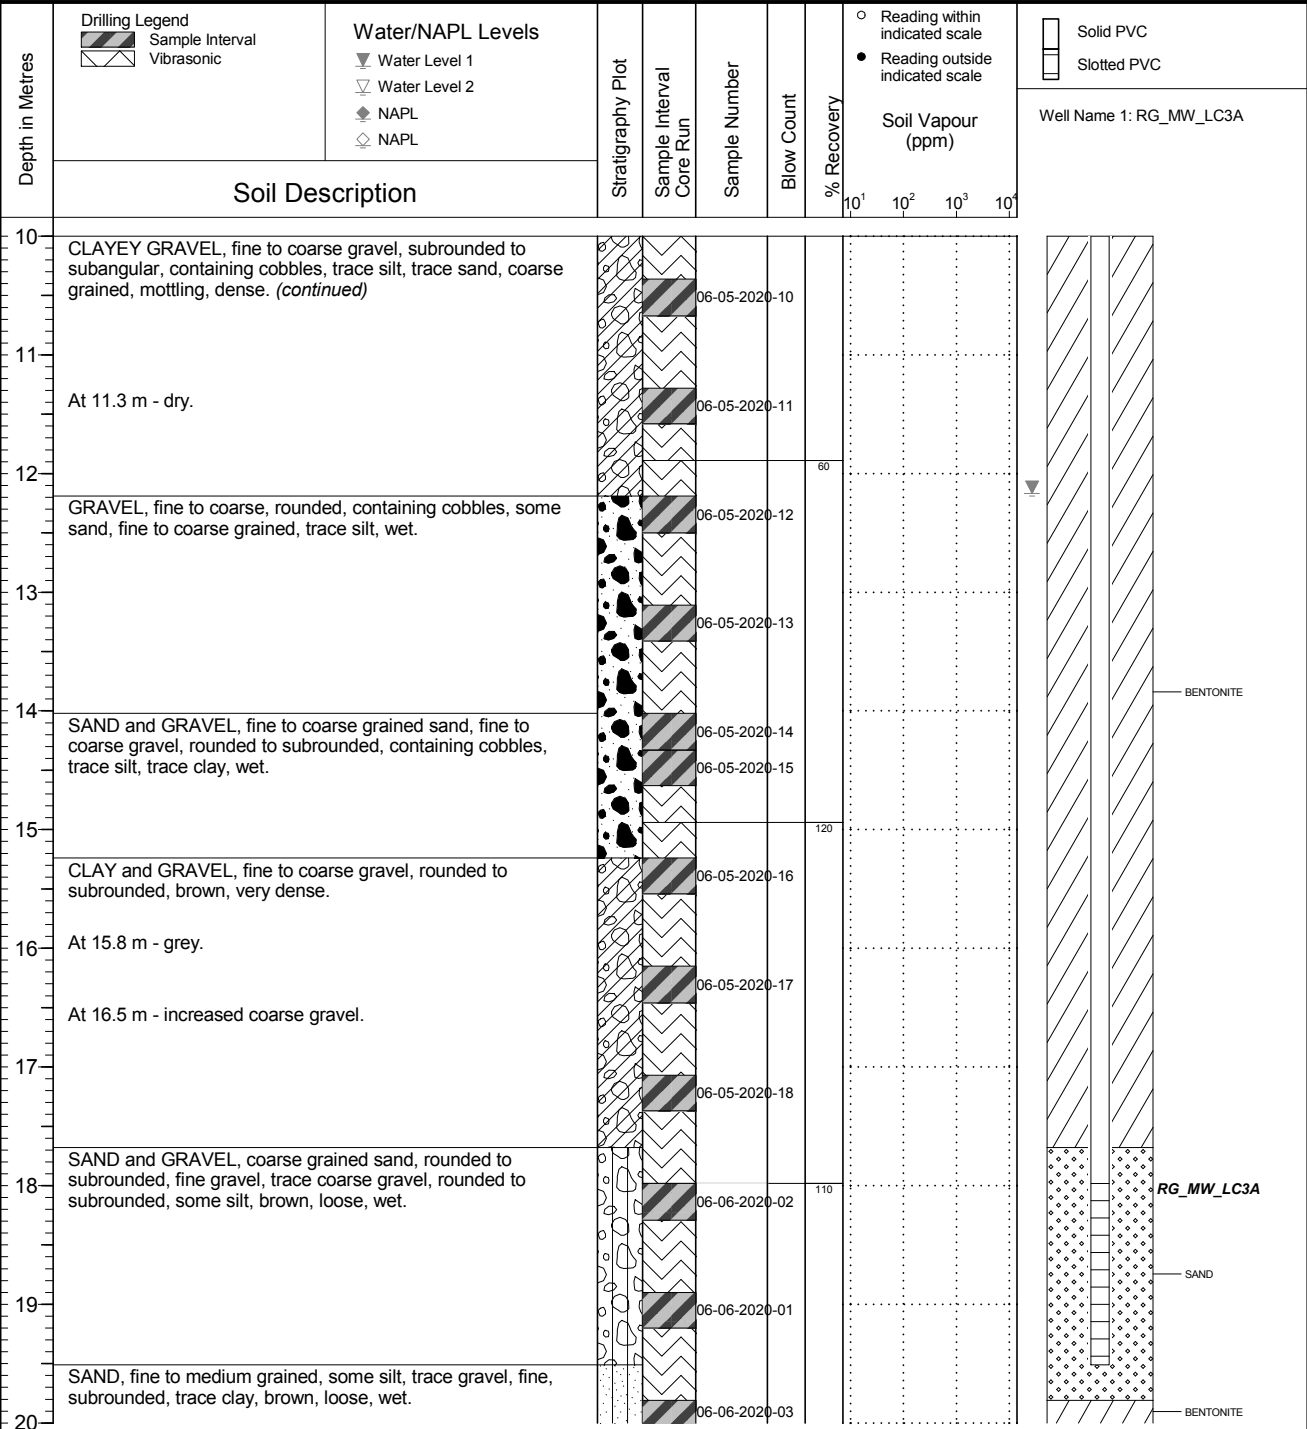 Depth in Metres
Drilling Legend
Sample Interval
Vibrasonic
Water/NAPL Levels
Water Level 1
Water Level 2
NAPL
NAPL
Soil Description
Stratigraphy Plot
Sample Interval
Core Run
Sample Number
Blow Count
% Recovery
Reading within
indicated scale
Reading outside
indicated scale
Soil Vapour
(ppm)
10¹ 10² 10³ 10⁴
Solid PVC
Slotted PVC
Well Name 1: RG_MW_LC3A
10
CLAYEY GRAVEL, fine to coarse gravel, subrounded to
subangular, containing cobbles, trace silt, trace sand, coarse
grained, mottling, dense. (continued)
06-05-2020-10
11
At 11.3 m - dry.
06-05-2020-11
60
12
GRAVEL, fine to coarse, rounded, containing cobbles, some
sand, fine to coarse grained, trace silt, wet.
06-05-2020-12
13
06-05-2020-13
BENTONITE
14
SAND and GRAVEL, fine to coarse grained sand, fine to
coarse gravel, rounded to subrounded, containing cobbles,
trace silt, trace clay, wet.
06-05-2020-14
06-05-2020-15
15
120
CLAY and GRAVEL, fine to coarse gravel, rounded to
subrounded, brown, very dense.
06-05-2020-16
At 15.8 m - grey.
16
06-05-2020-17
At 16.5 m - increased coarse gravel.
17
06-05-2020-18
SAND and GRAVEL, coarse grained sand, rounded to
subrounded, fine gravel, trace coarse gravel, rounded to
subrounded, some silt, brown, loose, wet.
18
110
RG_MW_LC3A
06-06-2020-02
SAND
19
06-06-2020-01
SAND, fine to medium grained, some silt, trace gravel, fine,
subrounded, trace clay, brown, loose, wet.
06-06-2020-03
BENTONITE
20